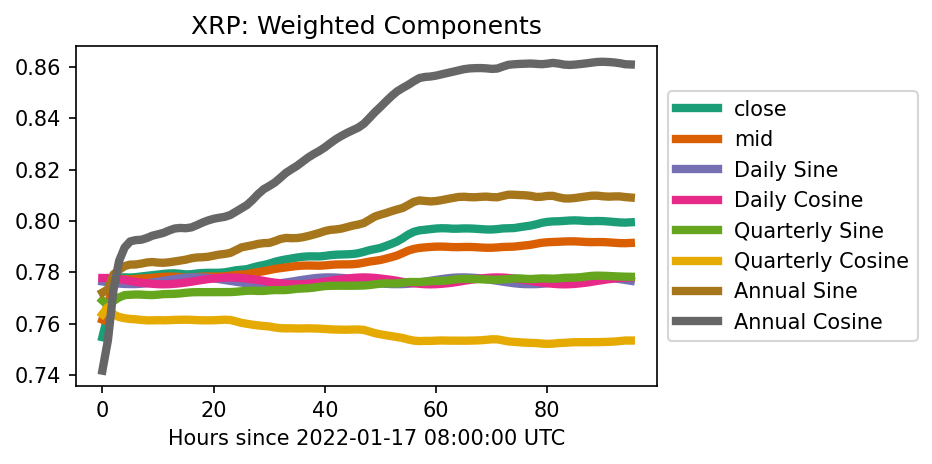 XRP: Weighted Components
0.86
0.84
0.82
0.80
0.78
0.76
0.74
0 20 40 60 80
Hours since 2022-01-17 08:00:00 UTC
close
mid
Daily Sine
Daily Cosine
Quarterly Sine
Quarterly Cosine
Annual Sine
Annual Cosine